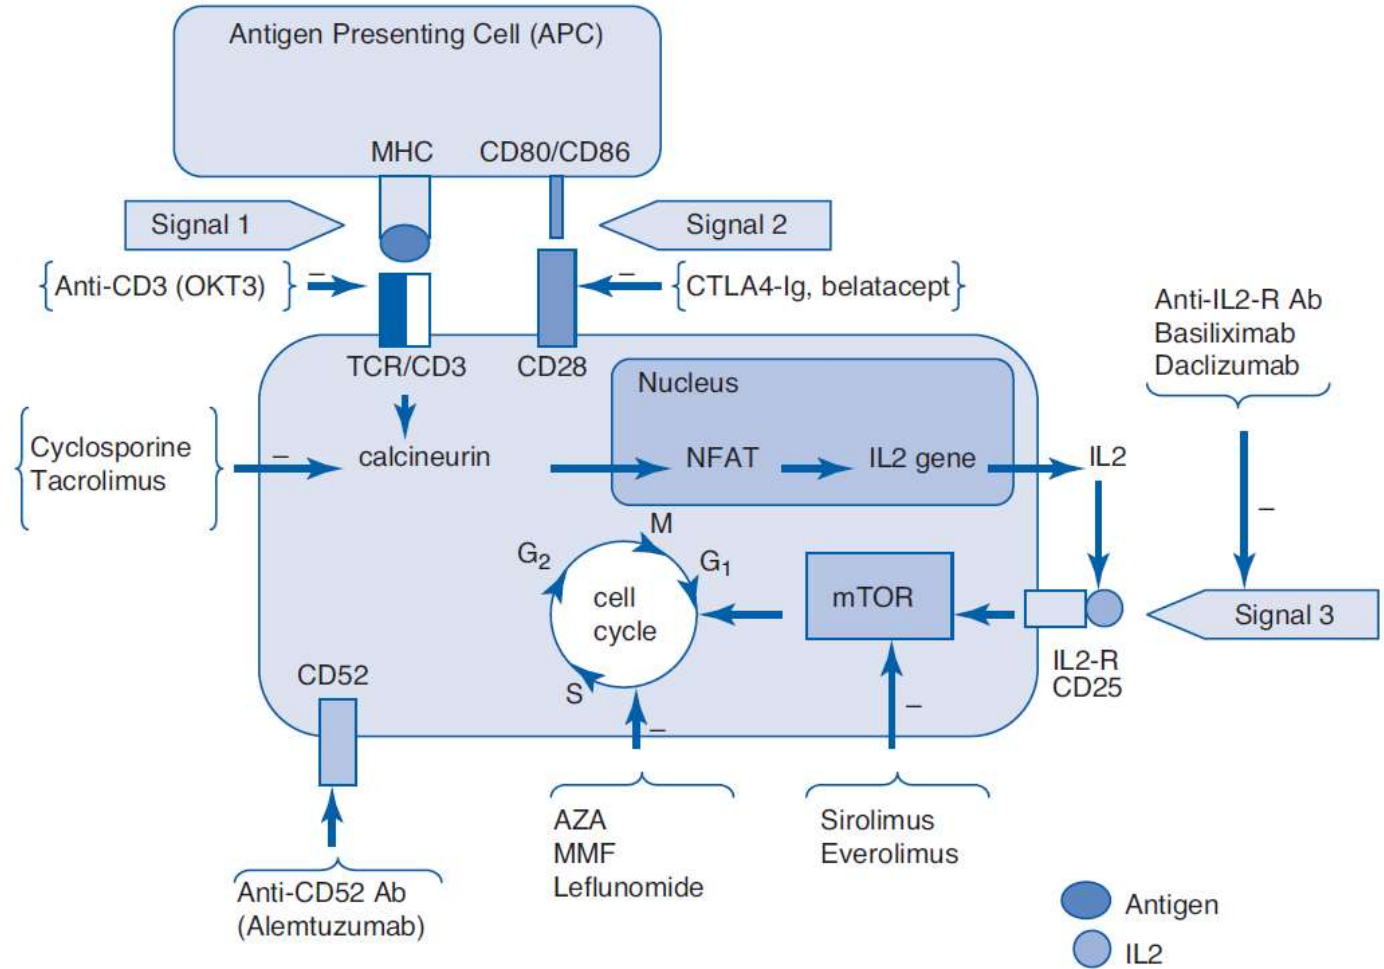 Antigen Presenting Cell (APC)
MHC
CD80/CD86
Signal 1
Signal 2
Anti-CD3 (OKT3)
–
–
CTLA4-Ig, belatacept
Anti-IL2-R Ab
Basiliximab
Daclizumab
TCR/CD3
CD28
Nucleus
Cyclosporine
Tacrolimus
–
calcineurin
NFAT
IL2 gene
IL2
–
M
G2
G1
cell
cycle
S
mTOR
Signal 3
IL2-R
CD25
CD52
–
–
AZA
MMF
Leflunomide
Sirolimus
Everolimus
Anti-CD52 Ab
(Alemtuzumab)
Antigen
IL2